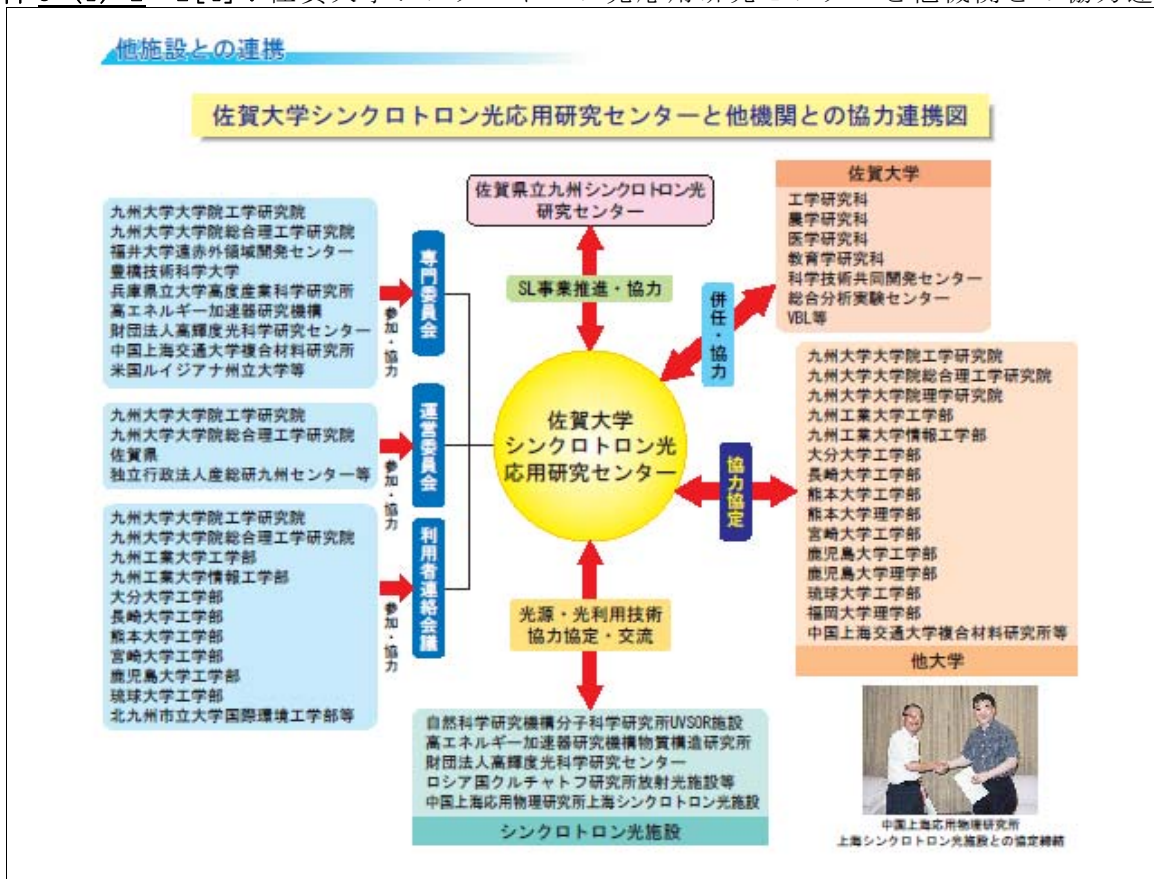 他施設との連携
佐賀大学シンクロトロン光応用研究センターと他機関との協力連携図
九州大学大学院工学研究院
九州大学大学院総合理工学研究院
福井大学遠赤外領域開発センター
豊橋技術科学大学
兵庫県立大学高度産業科学研究所
高エネルギー加速器研究機構
財団法人高輝度光科学研究センター
中国上海交通大学複合材料研究所
米国ルイジアナ州立大学等
参加・協力
専門委員会
九州大学大学院工学研究院
九州大学大学院総合理工学研究院
佐賀県
独立行政法人産総研九州センター等
参加・協力
運営委員会
九州大学大学院工学研究院
九州大学大学院総合理工学研究院
九州工業大学工学部
九州工業大学情報工学部
大分大学工学部
長崎大学工学部
熊本大学工学部
宮崎大学工学部
鹿児島大学工学部
琉球大学工学部
北九州市立大学国際環境工学部等
参加・協力
利用者連絡会議
佐賀県立九州シンクロトロン光
研究センター
SL事業推進・協力
佐賀大学
シンクロトロン光
応用研究センター
光源・光利用技術
協力協定・交流
自然科学研究機構分子科学研究所UVSOR施設
高エネルギー加速器研究機構物質構造研究所
財団法人高輝度光科学研究センター
ロシア国クルチャトフ研究所放射光施設等
中国上海応用物理研究所上海シンクロトロン光施設
シンクロトロン光施設
併任・協力
佐賀大学
工学研究科
農学研究科
医学研究科
教育学研究科
科学技術共同開発センター
総合分析実験センター
VBL等
協力協定
九州大学大学院工学研究院
九州大学大学院総合理工学研究院
九州大学大学院理学研究院
九州工業大学工学部
九州工業大学情報工学部
大分大学工学部
長崎大学工学部
熊本大学工学部
熊本大学理学部
宮崎大学工学部
鹿児島大学工学部
鹿児島大学理学部
琉球大学工学部
福岡大学理学部
中国上海交通大学複合材料研究所等
他大学
中国上海応用物理研究所
上海シンクロトロン光施設との協定締結